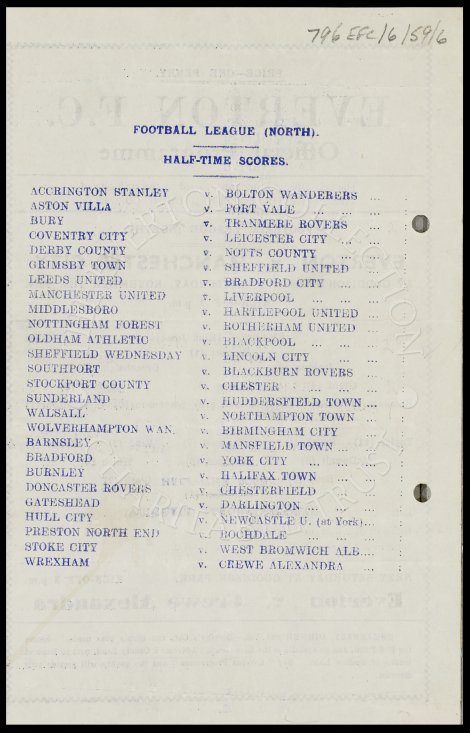 796 EFC/6/59/6
FOOTBALL LEAGUE (NORTH).
HALF-TIME SCORES.
ACCRINGTON STANLEY v. BOLTON WANDERERS ...
ASTON VILLA v. PORT VALE ... ...
BURY v. TRANMERE ROVERS ...
COVENTRY CITY v. LEICESTER CITY ...
DERBY COUNTY v. NOTTS COUNTY ...
GRIMSBY TOWN v. SHEFFIELD UNITED ...
LEEDS UNITED v. BRADFORD CITY ...
MANCHESTER UNITED v. LIVERPOOL ... ...
MIDDLESBORO v. HARTLEPOOL UNITED ...
NOTTINGHAM FOREST v. ROTHERHAM UNITED ...
OLDHAM ATHLETIC v. BLACKPOOL ... ...
SHEFFIELD WEDNESDAY v. LINCOLN CITY ...
SOUTHPORT v. BLACKBURN ROVERS ...
STOCKPORT COUNTY v. CHESTER ... ...
SUNDERLAND v. HUDDERSFIELD TOWN ...
WALSALL v. NORTHAMPTON TOWN ...
WOLVERHAMPTON WAN. v. BIRMINGHAM CITY ...
BARNSLEY v. MANSFIELD TOWN ...
BRADFORD v. YORK CITY ... ...
BURNLEY v. HALIFAX TOWN ...
DONCASTER ROVERS v. CHESTERFIELD ...
GATESHEAD v. DARLINGTON ... ...
HULL CITY v. NEWCASTLE U. (at York)...
PRESTON NORTH END v. ROCHDALE ... ...
STOKE CITY v. WEST BROMWICH ALB....
WREXHAM v. CREWE ALEXANDRA ...